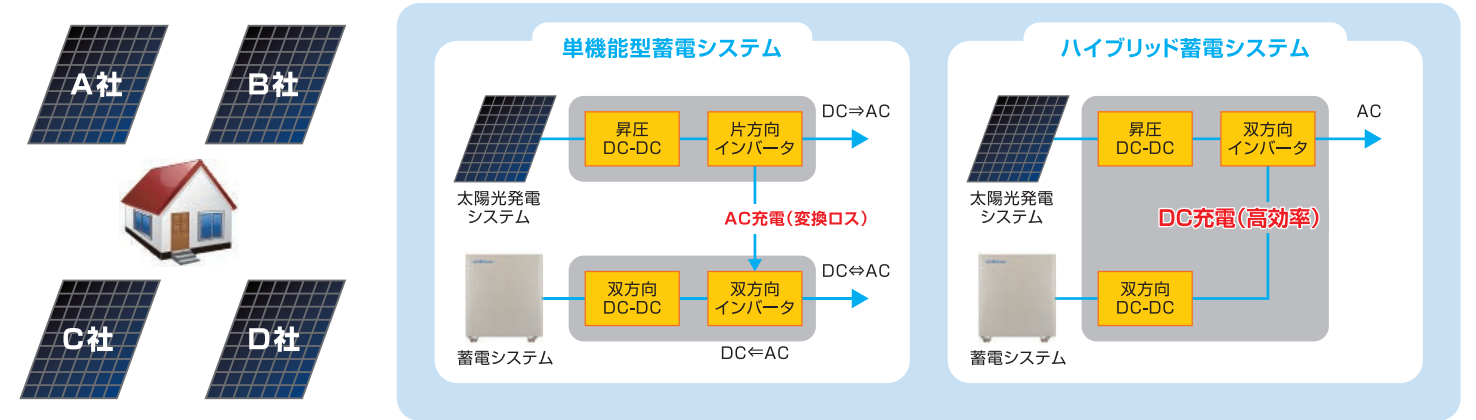 A社
B社
C社
D社
単機能型蓄電システム
昇圧
DC-DC
片方向
インバータ
DC⇒AC
太陽光発電
システム
AC充電(変換ロス)
双方向
DC-DC
双方向
インバータ
DC⇔AC
DC⇐AC
蓄電システム
ハイブリッド蓄電システム
昇圧
DC-DC
双方向
インバータ
AC
太陽光発電
システム
DC充電(高効率)
双方向
DC-DC
蓄電システム